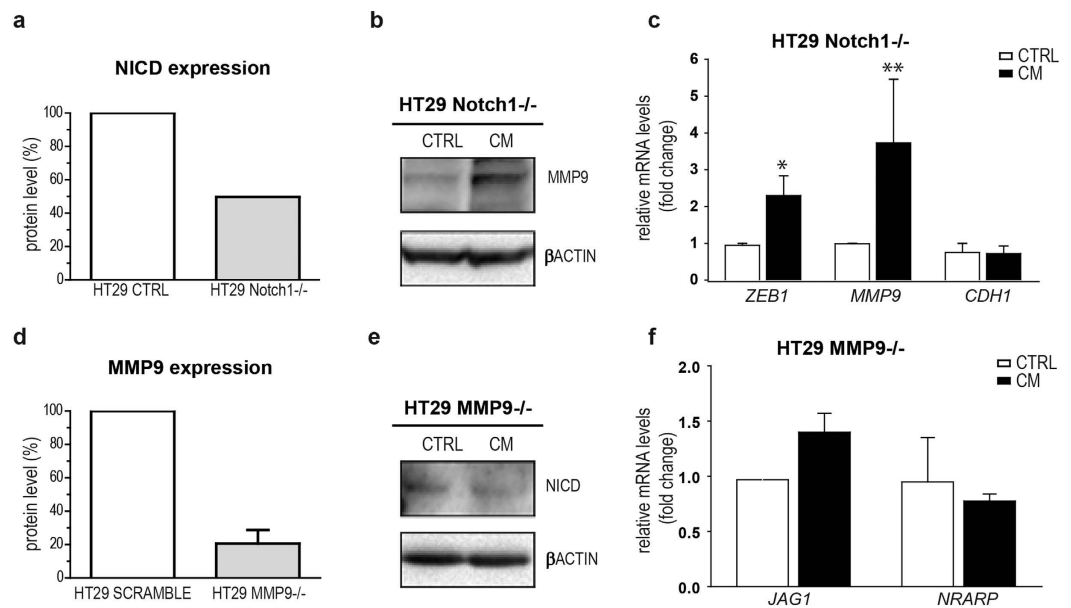 a
NICD expression
protein level (%)
100
80
60
40
20
0
HT29 CTRL
HT29 Notch1-/-
b
HT29 Notch1-/-
CTRL
CM
MMP9
βACTIN
c
HT29 Notch1-/-
CTRL
CM
relative mRNA levels
(fold change)
6
5
4
3
2
1
0
*
**
ZEB1
MMP9
CDH1
d
MMP9 expression
protein level (%)
100
80
60
40
20
0
HT29 SCRAMBLE
HT29 MMP9-/-
e
HT29 MMP9-/-
CTRL
CM
NICD
βACTIN
f
HT29 MMP9-/-
CTRL
CM
relative mRNA levels
(fold change)
2.0
1.5
1.0
0.5
0.0
JAG1
NRARP